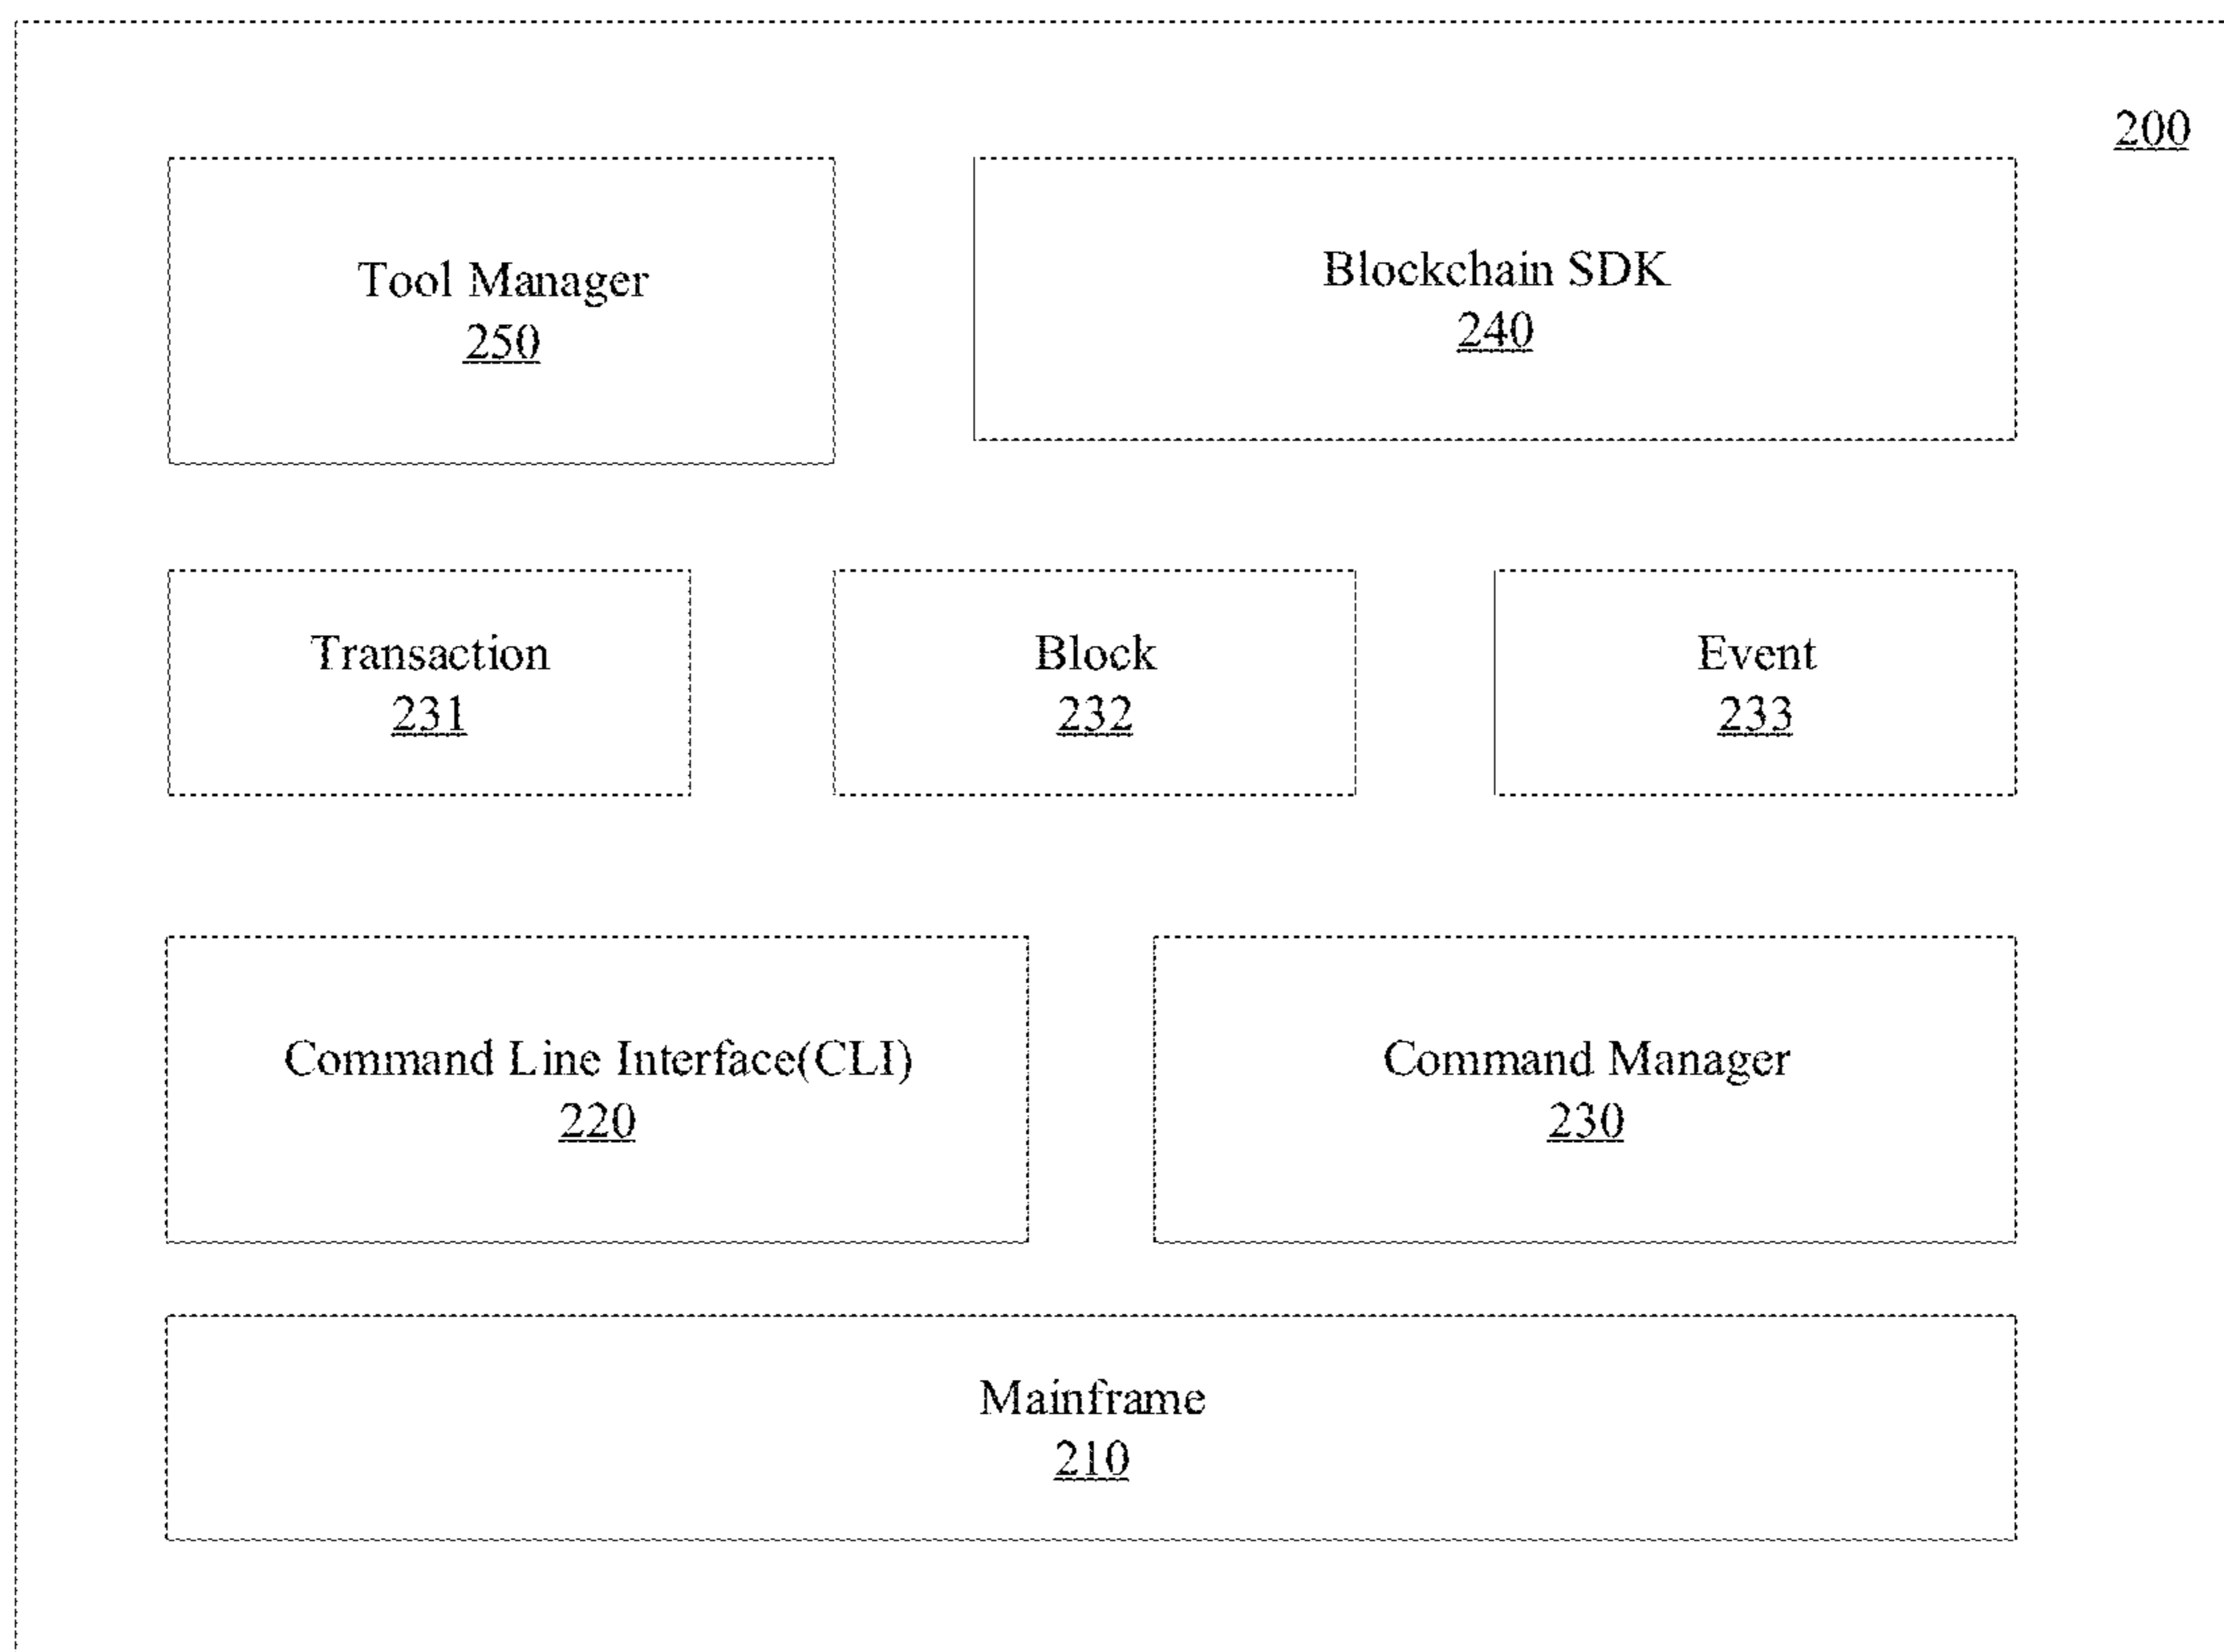 200
Tool Manager
250
Blockchain SDK
240
Transaction
231
Block
232
Event
233
Command Line Interface(CLI)
220
Command Manager
230
Mainframe
210